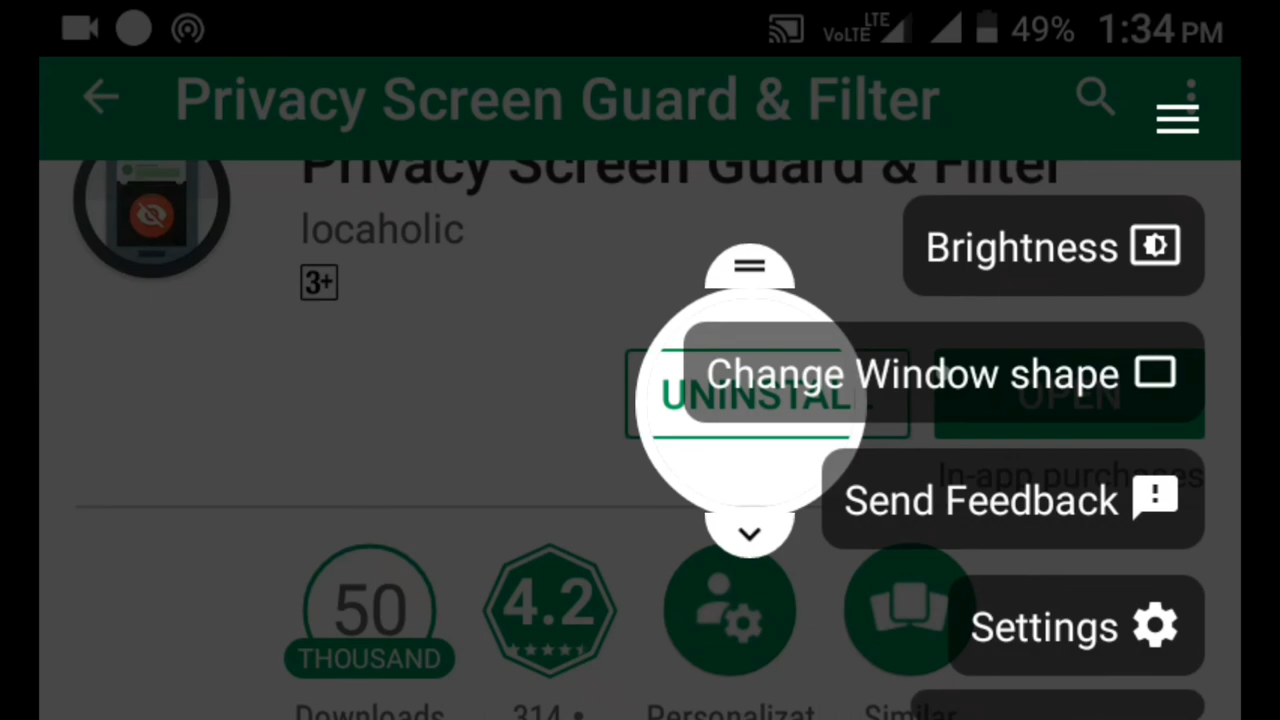 VoLTE LTE 49% 1:34 PM
Privacy Screen Guard & Filter
Privacy Screen Guard & Filter
locaholic
3+
Brightness
Change Window shape
UNINSTALL
OPEN
In-app purchases
Send Feedback
50
THOUSAND
4.2
Settings
Downloads
314
Personalizat
Similar